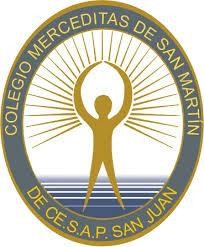 COLEGIO MERCEDITAS DE SAN MARTÍN
DE CE.S.A.P. SAN JUAN